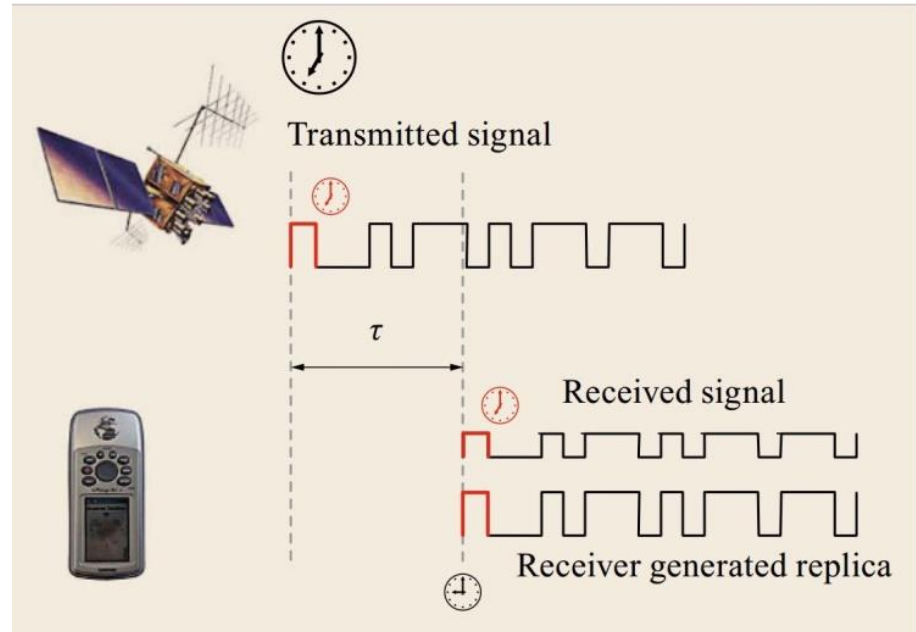 Transmitted signal
τ
Received signal
Receiver generated replica